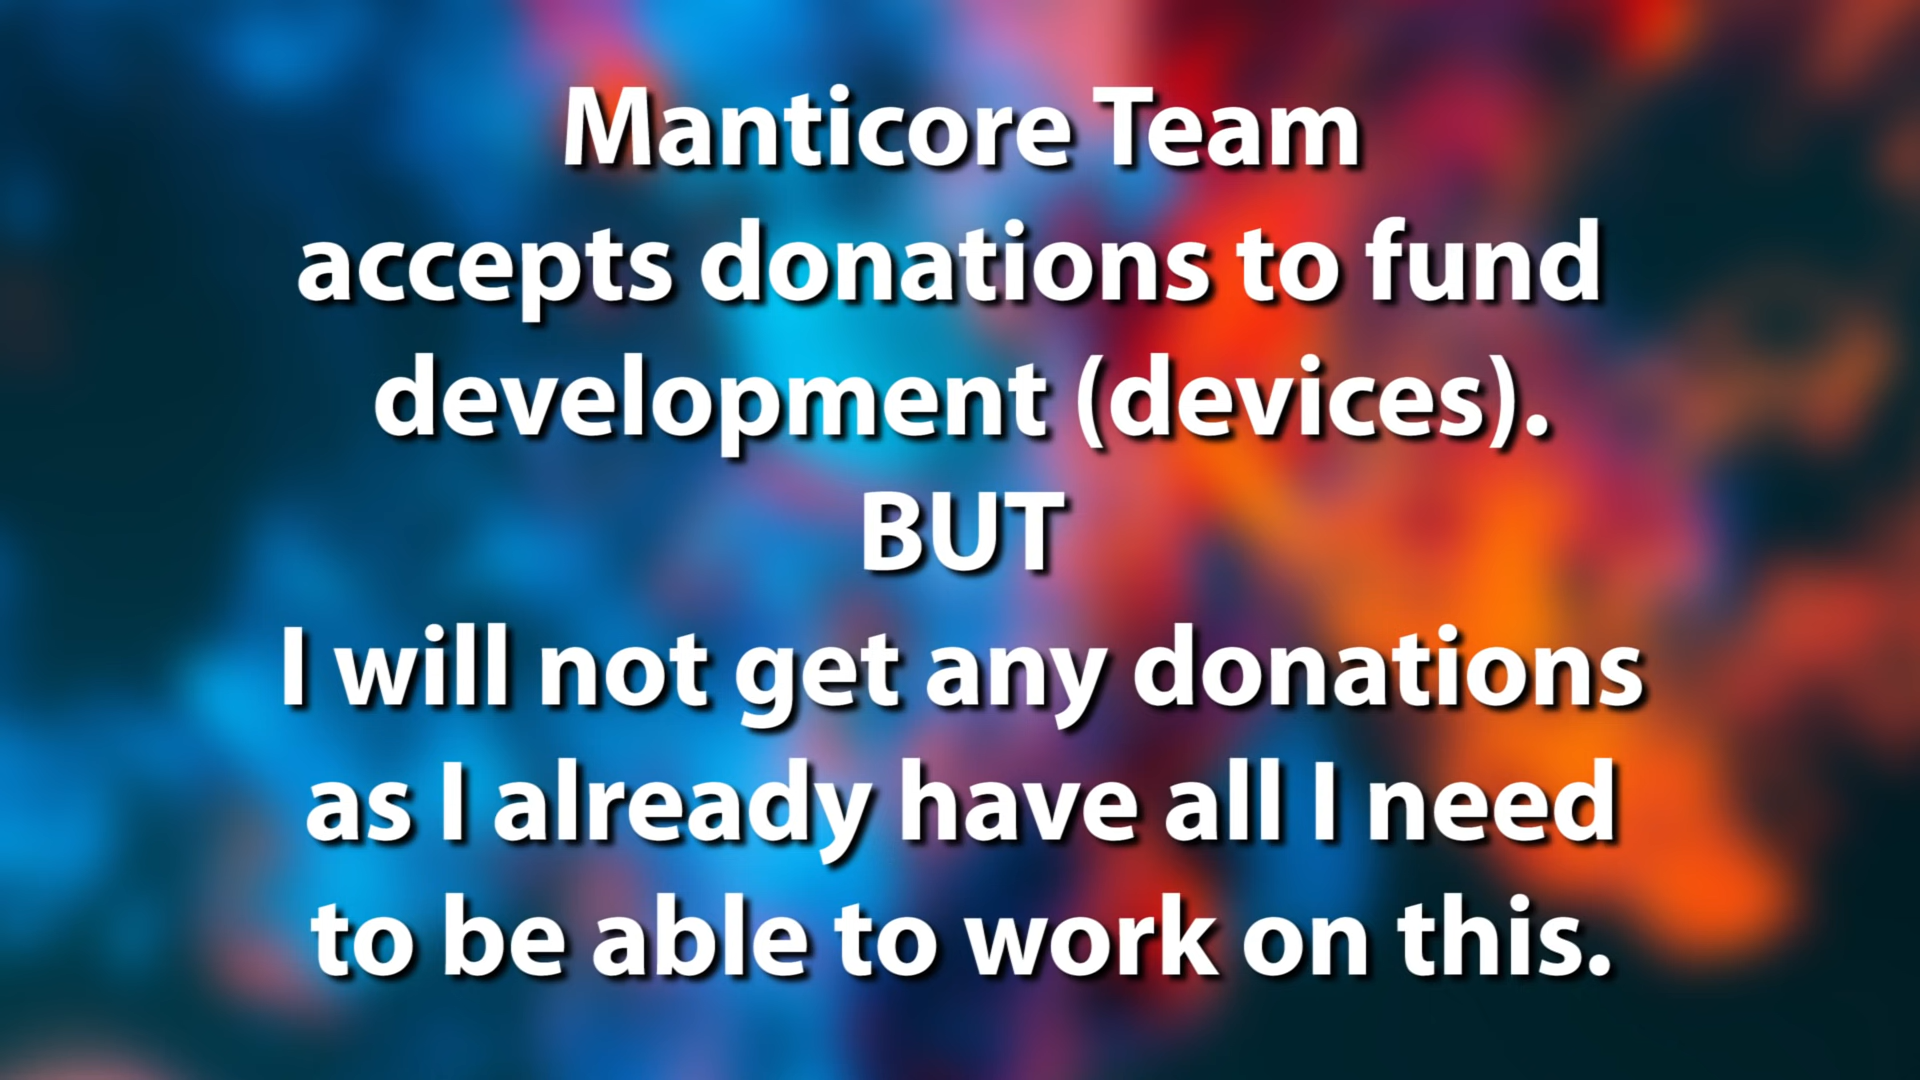 Manticore Team
accepts donations to fund
development (devices).
BUT
I will not get any donations
as I already have all I need
to be able to work on this.